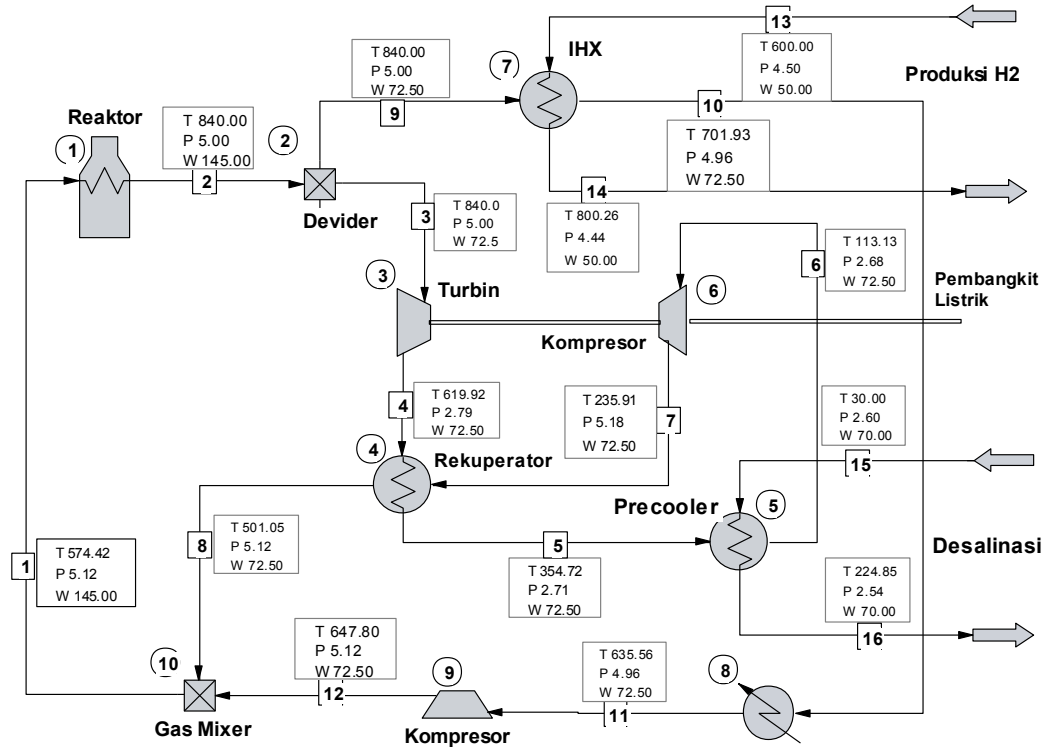 13
T 840.00
P 5.00
W 72.50
9
7
IHX
T 600.00
P 4.50
W 50.00
Produksi H2
10
Reaktor
1
T 840.00
P 5.00
W 145.00
2
2
Devider
T 701.93
P 4.96
W 72.50
14
T 800.26
P 4.44
W 50.00
3
T 840.0
P 5.00
W 72.5
6
T 113.13
P 2.68
W 72.50
3
Turbin
6
Kompresor
Pembangkit
Listrik
4
T 619.92
P 2.79
W 72.50
T 235.91
P 5.18
W 72.50
7
T 30.00
P 2.60
W 70.00
15
4
Rekuperator
Precooler
5
8
T 501.05
P 5.12
W 72.50
5
T 354.72
P 2.71
W 72.50
Desalinasi
1
T 574.42
P 5.12
W 145.00
T 224.85
P 2.54
W 70.00
16
T 647.80
P 5.12
W 72.50
12
10
Gas Mixer
9
Kompresor
T 635.56
P 4.96
W 72.50
11
8